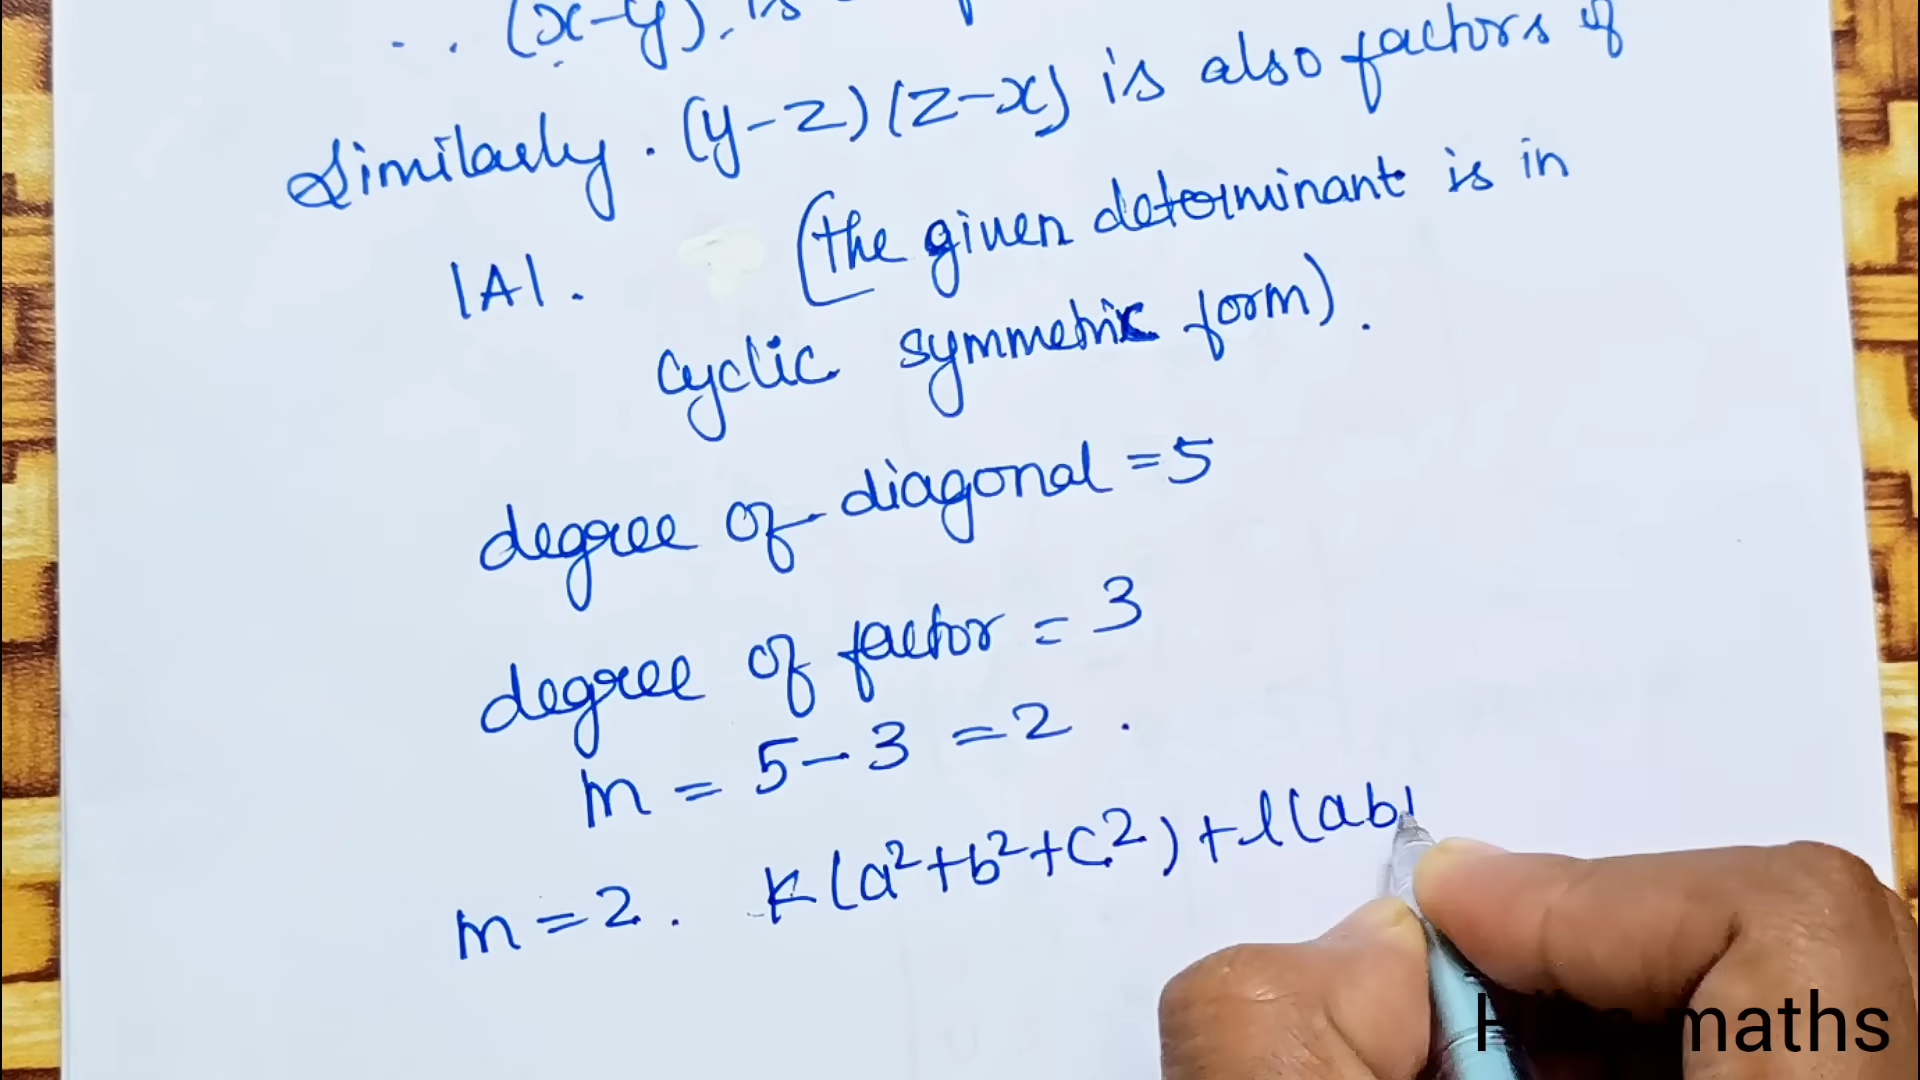 ∴ (x-y), is
Similarly. (y-z)(z-x) is also factors of
|A|. (the given determinant is in
cyclic symmetric form).
degree of diagonal = 5
degree of factor = 3
m = 5-3 = 2.
m = 2. k(a²+b²+c²)+l(ab
maths